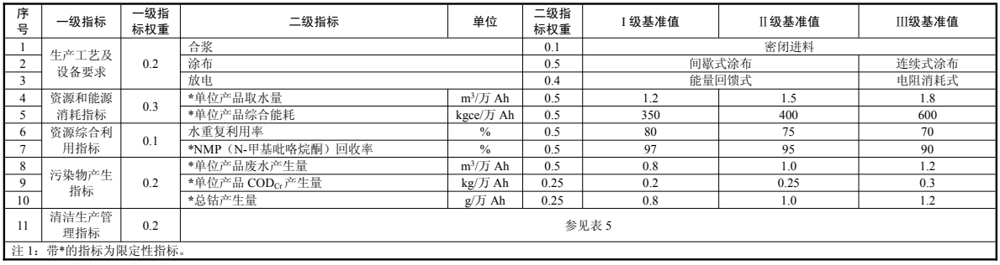 序号 一级指标 一级指标权重 二级指标 单位 二级指标权重 Ⅰ级基准值 Ⅱ级基准值 Ⅲ级基准值
1 生产工艺及设备要求 0.2 合浆 0.1 密闭进料
2 涂布 0.5 间歇式涂布 连续式涂布
3 放电 0.4 能量回馈式 电阻消耗式
4 资源和能源消耗指标 0.3 *单位产品取水量 m³/万 Ah 0.5 1.2 1.5 1.8
5 *单位产品综合能耗 kgce/万 Ah 0.5 350 400 600
6 资源综合利用指标 0.1 水重复利用率 % 0.5 80 75 70
7 *NMP（N-甲基吡咯烷酮）回收率 % 0.5 97 95 90
8 污染物产生指标 0.2 *单位产品废水产生量 m³/万 Ah 0.5 0.8 1.0 1.2
9 *单位产品 CODCr产生量 kg/万 Ah 0.25 0.2 0.25 0.3
10 *总钴产生量 g/万 Ah 0.25 0.8 1.0 1.2
11 清洁生产管理指标 0.2 参见表 5
注 1：带*的指标为限定性指标。